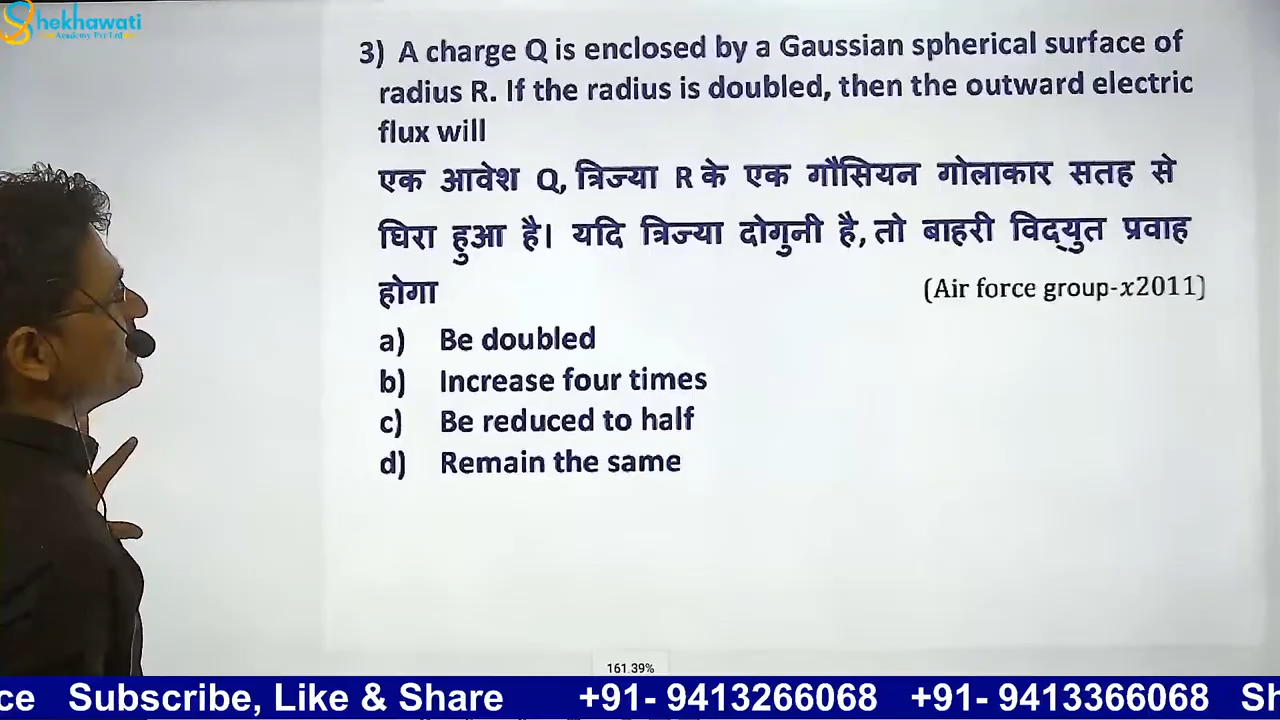 Shekhawati
Academy Pvt Ltd
3) A charge Q is enclosed by a Gaussian spherical surface of
radius R. If the radius is doubled, then the outward electric
flux will
एक आवेश Q, त्रिज्या R के एक गौसियन गोलाकार सतह से
घिरा हुआ है। यदि त्रिज्या दोगुनी है, तो बाहरी विद्युत प्रवाह
होगा
(Air force group-x2011)
a) Be doubled
b) Increase four times
c) Be reduced to half
d) Remain the same
161.39%
ce Subscribe, Like & Share +91- 9413266068 +91- 9413366068 Sh